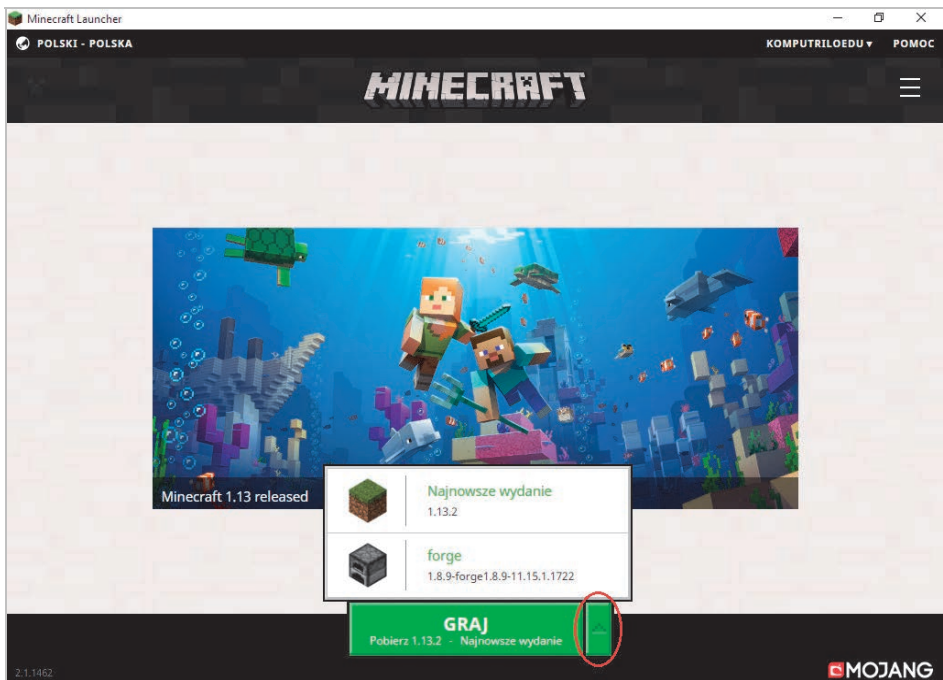 Minecraft Launcher
POLSKI - POLSKA
KOMPUTRILOEDU▾ POMOC
MINECRAFT
Minecraft 1.13 released
Najnowsze wydanie
1.13.2
forge
1.8.9-forge1.8.9-11.15.1.1722
GRAJ
Pobierz 1.13.2 - Najnowsze wydanie
2.1.1462
MOJANG